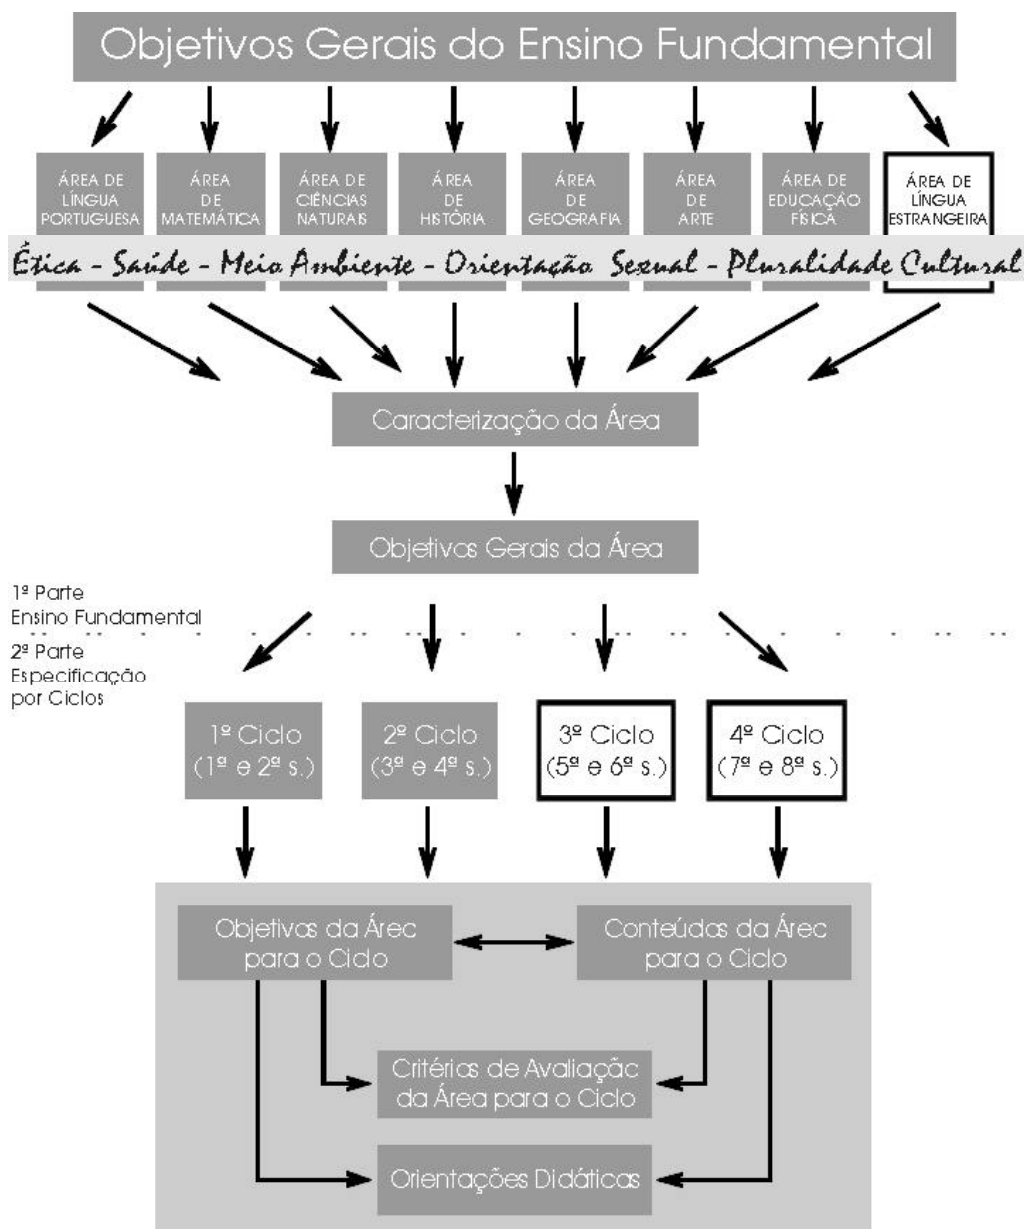 Objetivos Gerais do Ensino Fundamental
ÁREA DE
LÍNGUA
PORTUGUESA
ÁREA
DE
MATEMÁTICA
ÁREA DE
CIÊNCIAS
NATURAIS
ÁREA
DE
HISTÓRIA
ÁREA
DE
GEOGRAFIA
ÁREA
DE
ARTE
ÁREA DE
EDUCAÇÃO
FÍSICA
ÁREA DE
LÍNGUA
ESTRANGEIRA
Ética - Saúde - Meio Ambiente - Orientação Sexual - Pluralidade Cultural
Caracterização da Área
Objetivos Gerais da Área
1ª Parte
Ensino Fundamental
2ª Parte
Especificação
por Ciclos
1º Ciclo
(1ª e 2ª s.)
2º Ciclo
(3ª e 4ª s.)
3º Ciclo
(5ª e 6ª s.)
4º Ciclo
(7ª e 8ª s.)
Objetivos da Área
para o Ciclo
Conteúdos da Área
para o Ciclo
Critérios de Avaliação
da Área para o Ciclo
Orientações Didáticas